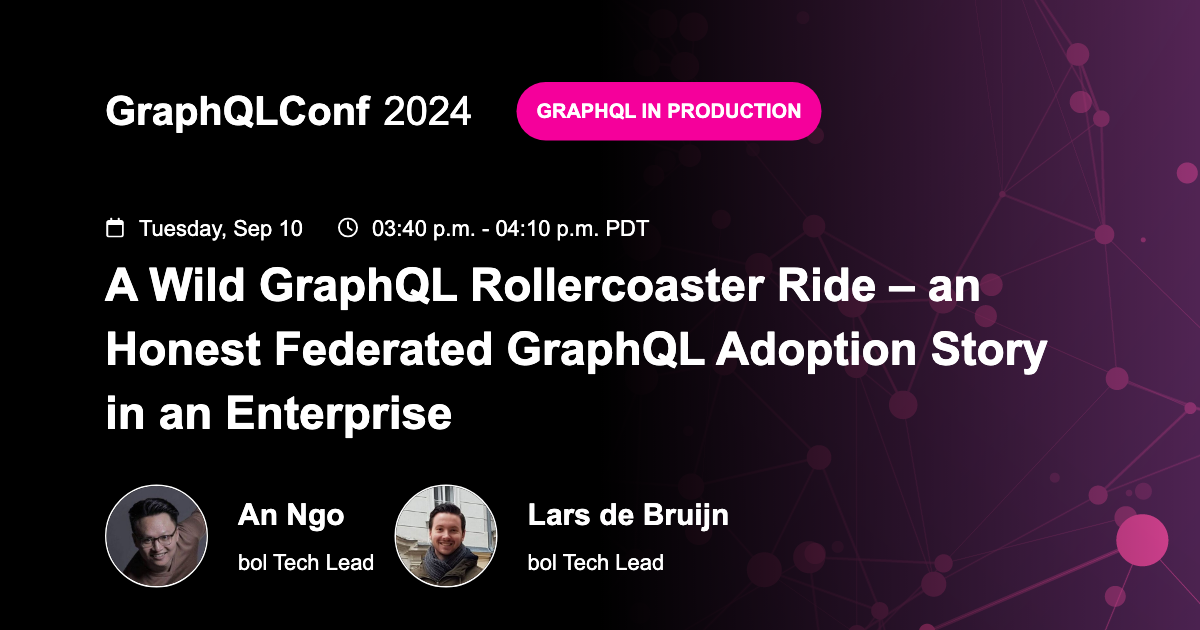 GraphQLConf 2024
GRAPHQL IN PRODUCTION
Tuesday, Sep 10
03:40 p.m. - 04:10 p.m. PDT
A Wild GraphQL Rollercoaster Ride – an
Honest Federated GraphQL Adoption Story
in an Enterprise
An Ngo
bol Tech Lead
Lars de Bruijn
bol Tech Lead